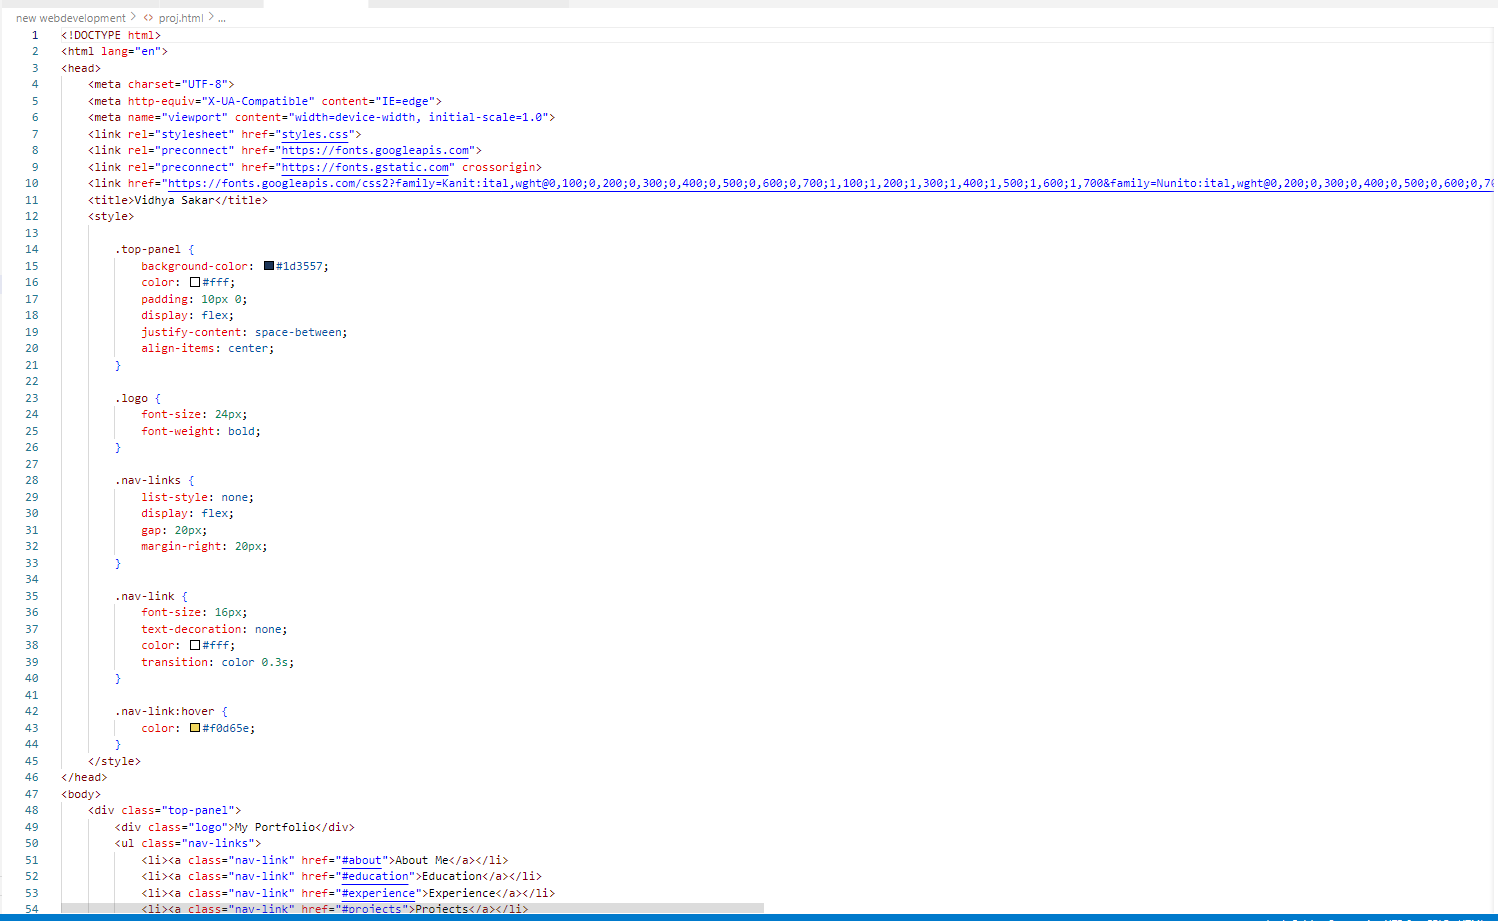 new webdevelopment > <> proj.html > ...
1 <!DOCTYPE html>
2 <html lang="en">
3 <head>
4 <meta charset="UTF-8">
5 <meta http-equiv="X-UA-Compatible" content="IE=edge">
6 <meta name="viewport" content="width=device-width, initial-scale=1.0">
7 <link rel="stylesheet" href="styles.css">
8 <link rel="preconnect" href="https://fonts.googleapis.com">
9 <link rel="preconnect" href="https://fonts.gstatic.com" crossorigin>
10 <link href="https://fonts.googleapis.com/css2?family=Kanit:ital,wght@0,100;0,200;0,300;0,400;0,500;0,600;0,700;1,100;1,200;1,300;1,400;1,500;1,600;1,700&family=Nunito:ital,wght@0,200;0,300;0,400;0,500;0,600;0,70
11 <title>Vidhya Sakar</title>
12 <style>
13
14 .top-panel {
15 background-color: #1d3557;
16 color: #fff;
17 padding: 10px 0;
18 display: flex;
19 justify-content: space-between;
20 align-items: center;
21 }
22
23 .logo {
24 font-size: 24px;
25 font-weight: bold;
26 }
27
28 .nav-links {
29 list-style: none;
30 display: flex;
31 gap: 20px;
32 margin-right: 20px;
33 }
34
35 .nav-link {
36 font-size: 16px;
37 text-decoration: none;
38 color: #fff;
39 transition: color 0.3s;
40 }
41
42 .nav-link:hover {
43 color: #f0d65e;
44 }
45 </style>
46 </head>
47 <body>
48 <div class="top-panel">
49 <div class="logo">My Portfolio</div>
50 <ul class="nav-links">
51 <li><a class="nav-link" href="#about">About Me</a></li>
52 <li><a class="nav-link" href="#education">Education</a></li>
53 <li><a class="nav-link" href="#experience">Experience</a></li>
54 <li><a class="nav-link" href="#projects">Projects</a></li>